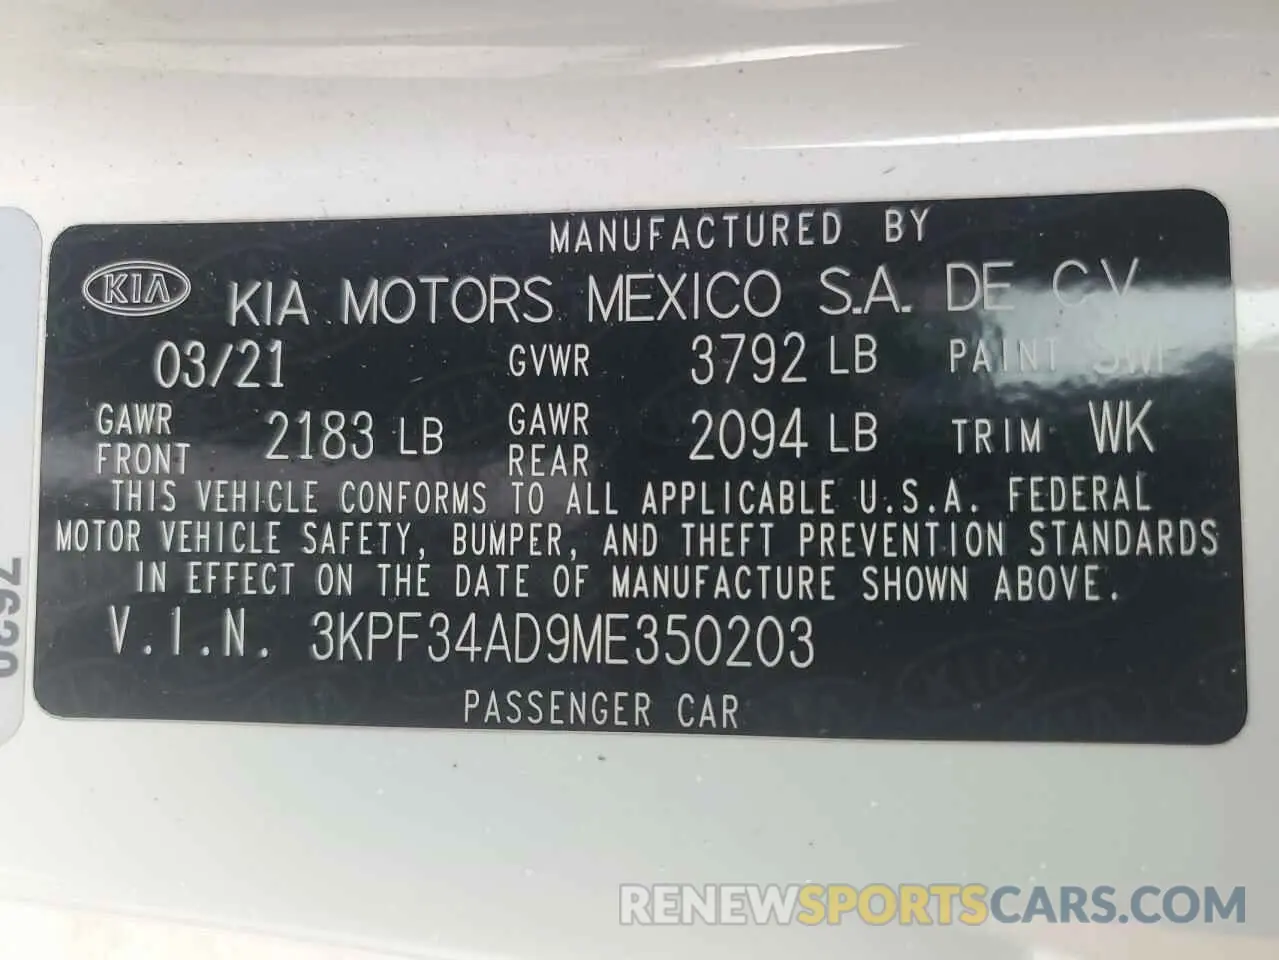 MANUFACTURED BY
KIA KIA MOTORS MEXICO S.A. DE C.V.
03/21 GVWR 3792 LB PAINT SWP
GAWR FRONT 2183 LB GAWR REAR 2094 LB TRIM WK
THIS VEHICLE CONFORMS TO ALL APPLICABLE U.S.A. FEDERAL
MOTOR VEHICLE SAFETY, BUMPER, AND THEFT PREVENTION STANDARDS
IN EFFECT ON THE DATE OF MANUFACTURE SHOWN ABOVE.
V.I.N. 3KPF34AD9ME350203
PASSENGER CAR
RENEWSPORTSCARS.COM